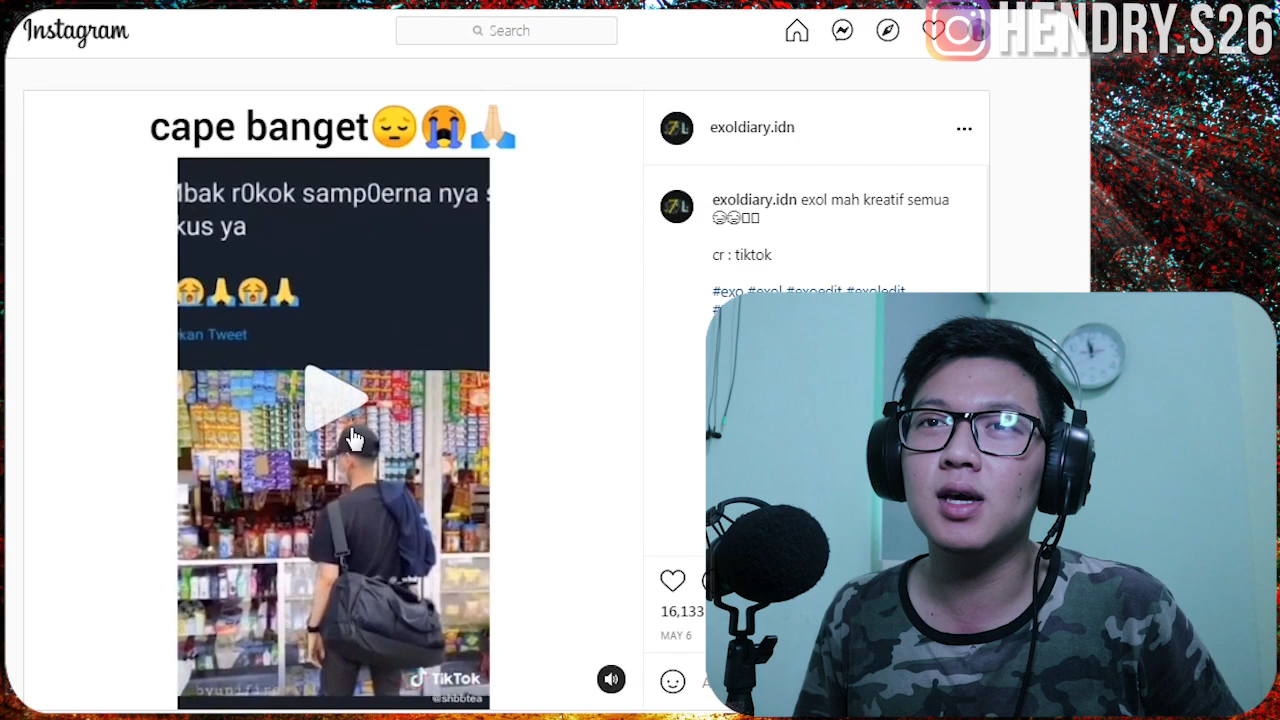 Instagram
Search
HENDRY.S26
cape banget😔😭🙏🏻
Mbak r0kok samp0erna nya s
kus ya
😭🙏😭🙏
kan Tweet
TikTok
@shbbtea
exoldiary.idn
exoldiary.idn exol mah kreatif semua
cr : tiktok
#exo #exol #exoedit #exoledit
16,133
MAY 6